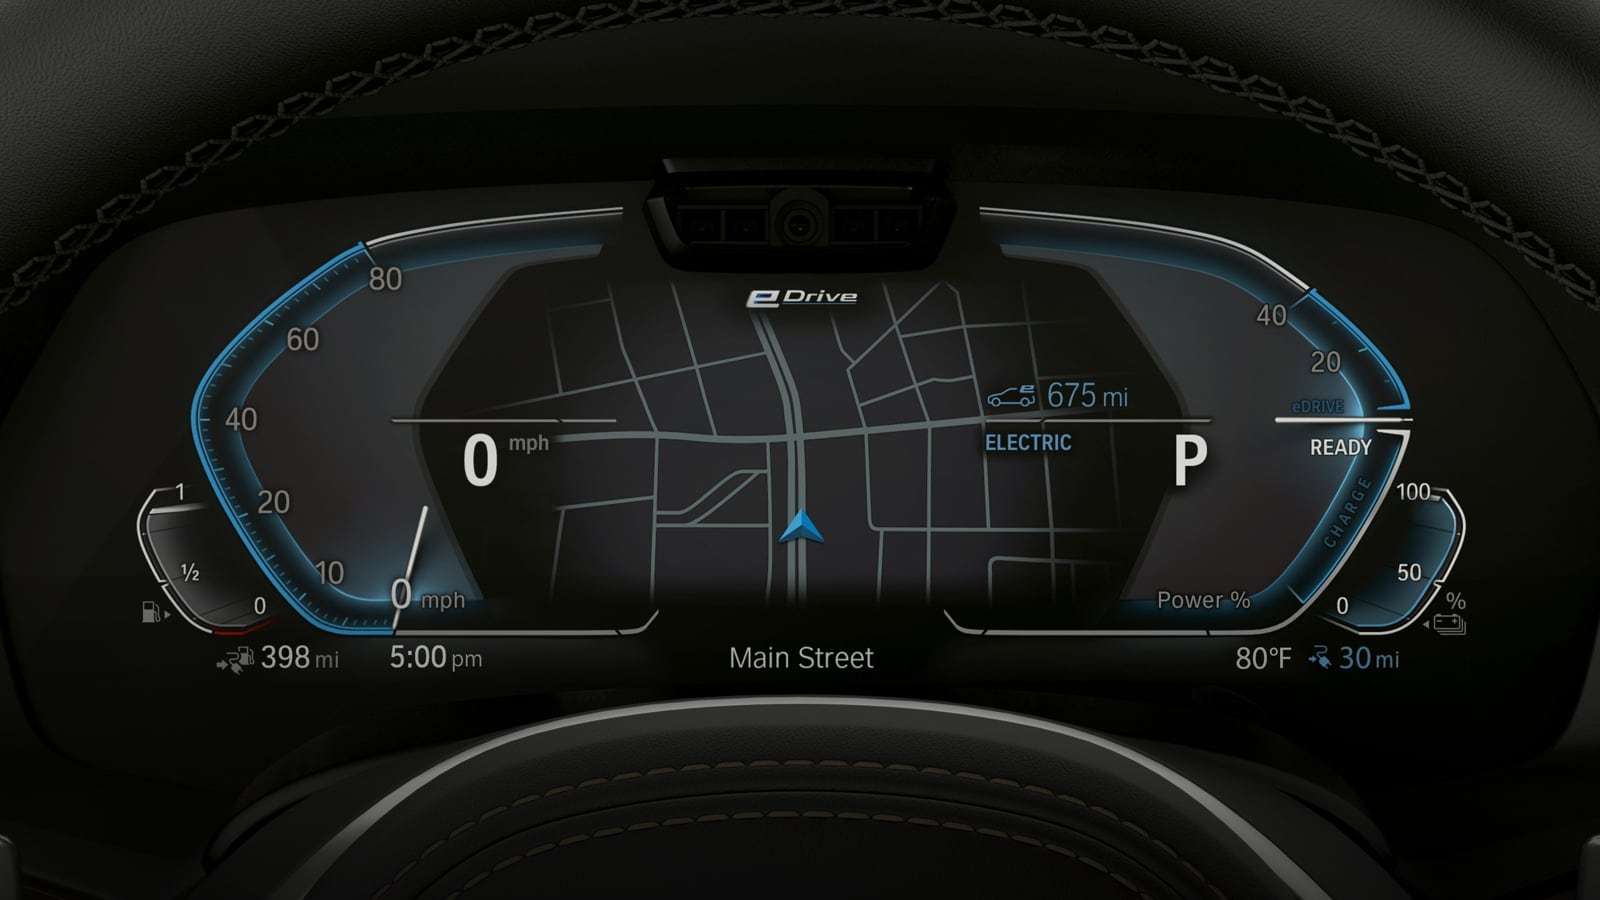 eDrive
80
60
40
20
10
0 mph
0 mph
1
½
0
398 mi
5:00 pm
Main Street
675 mi
ELECTRIC
P
40
20
eDRIVE
READY
CHARGE
Power %
100
50
0
%
80°F
30 mi